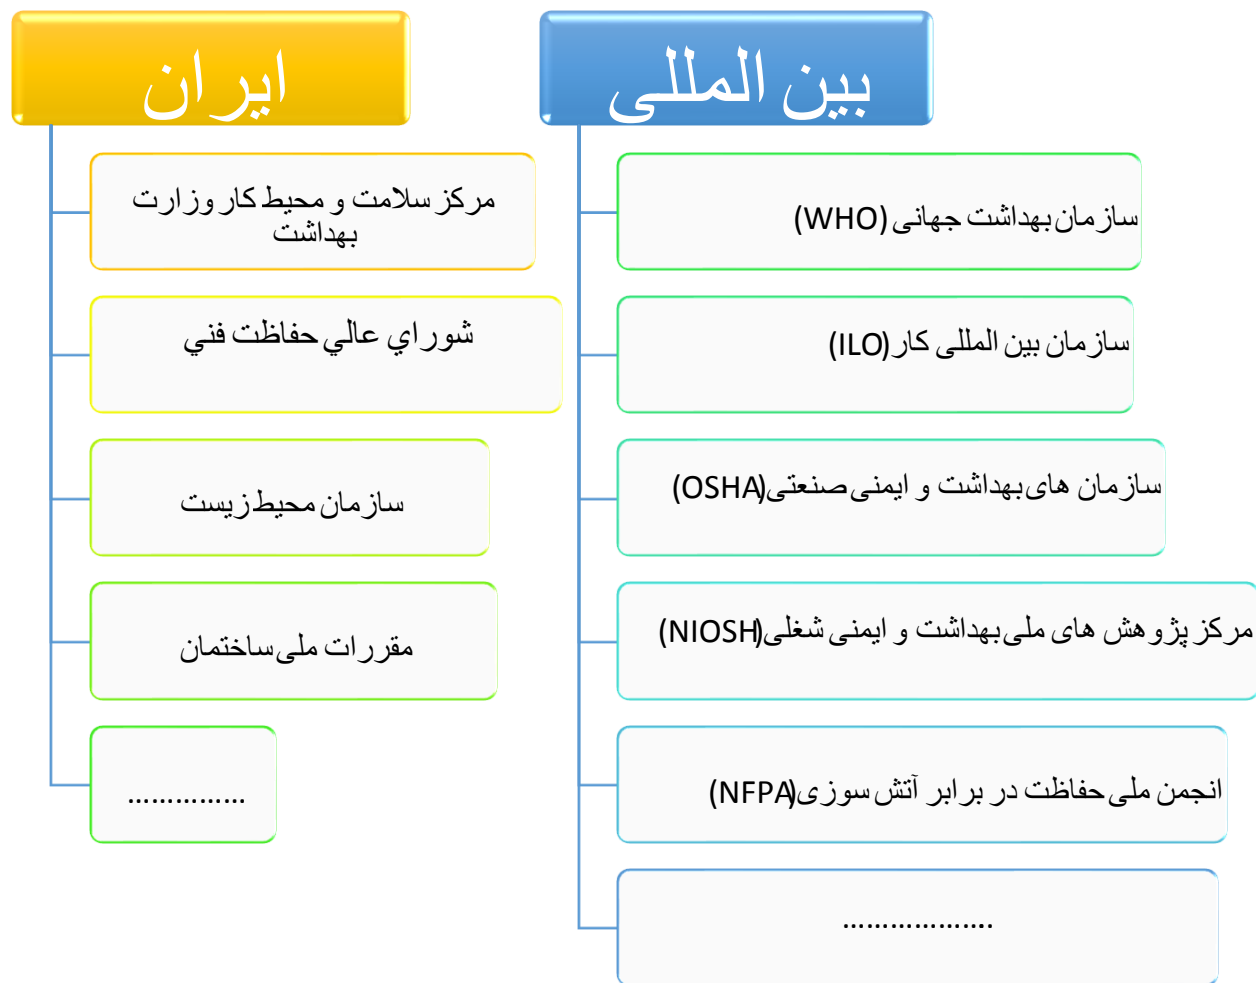 بین المللی
سازمان بهداشت جهانی (WHO)
سازمان بین المللی کار(ILO)
سازمان های بهداشت و ایمنی صنعتی(OSHA)
مرکز پژوهش های ملی بهداشت و ایمنی شغلی(NIOSH)
انجمن ملی حفاظت در برابر آتش سوزی(NFPA)
..................
ایران
مرکز سلامت و محیط کار وزارت
بهداشت
شوراي عالي حفاظت فني
سازمان محیط زیست
مقررات ملی ساختمان
...............